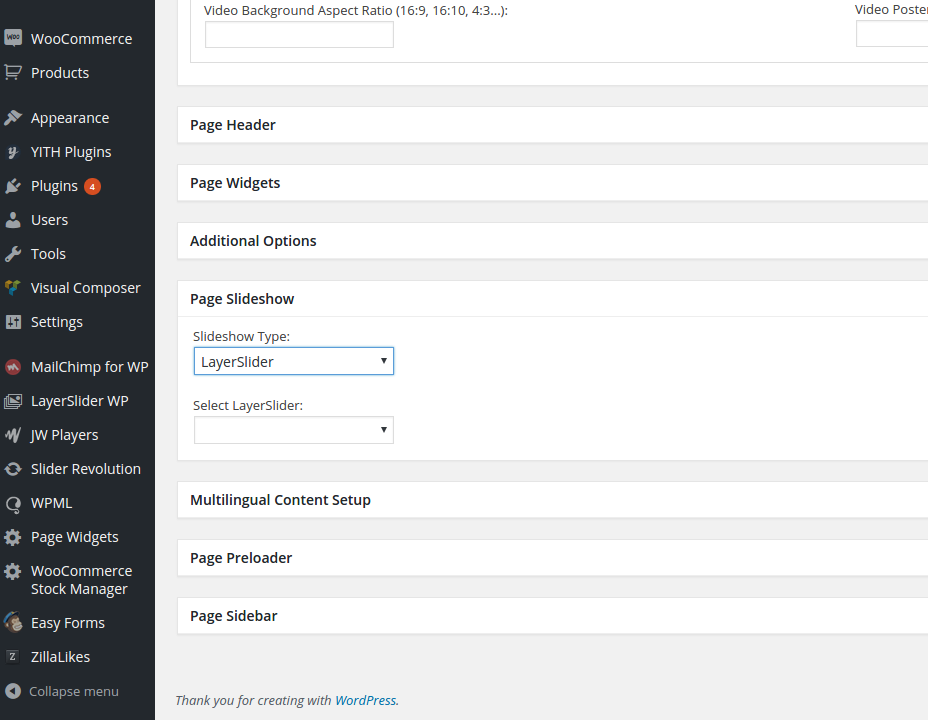 WooCommerce
Products
Appearance
YITH Plugins
Plugins 4
Users
Tools
Visual Composer
Settings
MailChimp for WP
LayerSlider WP
JW Players
Slider Revolution
WPML
Page Widgets
WooCommerce
Stock Manager
Easy Forms
ZillaLikes
Collapse menu
Video Background Aspect Ratio (16:9, 16:10, 4:3...):
Video Poster
Page Header
Page Widgets
Additional Options
Page Slideshow
Slideshow Type:
LayerSlider
Select LayerSlider:
Multilingual Content Setup
Page Preloader
Page Sidebar
Thank you for creating with WordPress.